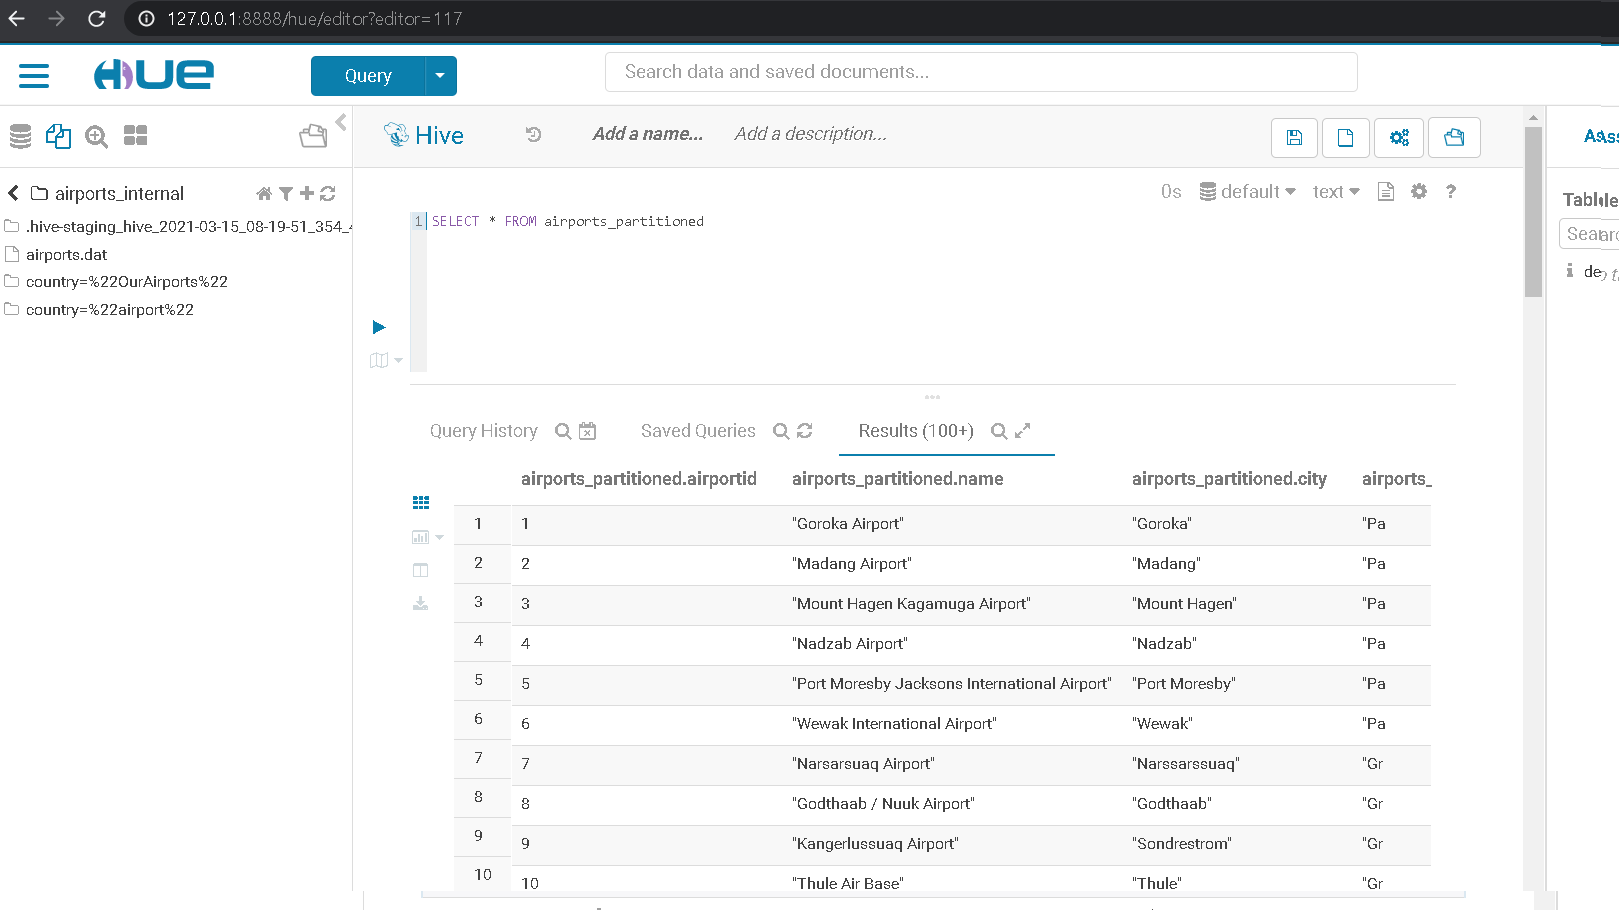 127.0.0.1:8888/hue/editor?editor=117
HUE
Query
Search data and saved documents...
Hive
Add a name...
Add a description...
Ass
airports_internal
.hive-staging_hive_2021-03-15_08-19-51_354_4
airports.dat
country=%22OurAirports%22
country=%22airport%22
0s
default
text
?
1 SELECT * FROM airports_partitioned
Query History
Saved Queries
Results (100+)
airports_partitioned.airportid airports_partitioned.name airports_partitioned.city airports_
1 1 "Goroka Airport" "Goroka" "Pa
2 2 "Madang Airport" "Madang" "Pa
3 3 "Mount Hagen Kagamuga Airport" "Mount Hagen" "Pa
4 4 "Nadzab Airport" "Nadzab" "Pa
5 5 "Port Moresby Jacksons International Airport" "Port Moresby" "Pa
6 6 "Wewak International Airport" "Wewak" "Pa
7 7 "Narsarsuaq Airport" "Narssarssuaq" "Gr
8 8 "Godthaab / Nuuk Airport" "Godthaab" "Gr
9 9 "Kangerlussuaq Airport" "Sondrestrom" "Gr
10 10 "Thule Air Base" "Thule" "Gr